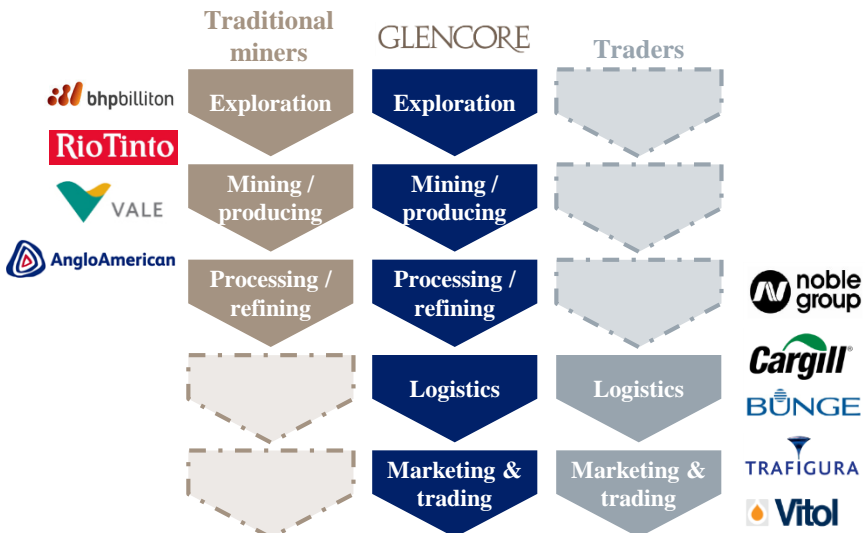 Traditional
miners
GLENCORE
Traders
bhpbilliton
Exploration
Exploration
RioTinto
Mining /
producing
Mining /
producing
VALE
AngloAmerican
Processing /
refining
Processing /
refining
noble
group
Cargill®
Logistics
Logistics
BUNGE
Marketing &
trading
Marketing &
trading
TRAFIGURA
Vitol